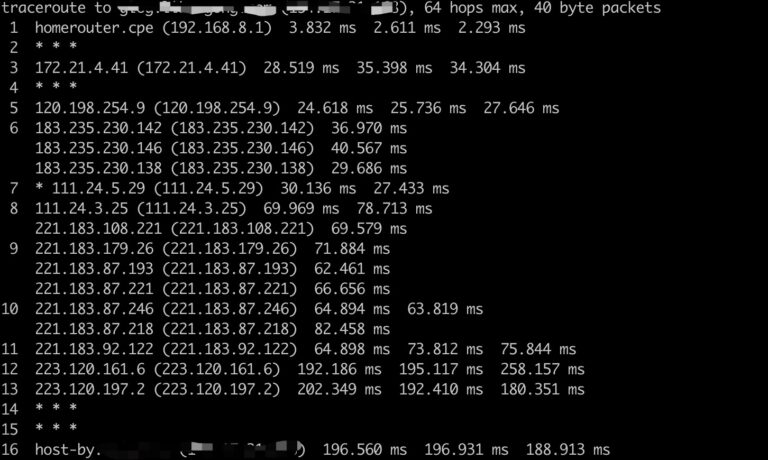 traceroute to ), 64 hops max, 40 byte packets
1 homerouter.cpe (192.168.8.1) 3.832 ms 2.611 ms 2.293 ms
2 * * *
3 172.21.4.41 (172.21.4.41) 28.519 ms 35.398 ms 34.304 ms
4 * * *
5 120.198.254.9 (120.198.254.9) 24.618 ms 25.736 ms 27.646 ms
6 183.235.230.142 (183.235.230.142) 36.970 ms
183.235.230.146 (183.235.230.146) 40.567 ms
183.235.230.138 (183.235.230.138) 29.686 ms
7 * 111.24.5.29 (111.24.5.29) 30.136 ms 27.433 ms
8 111.24.3.25 (111.24.3.25) 69.969 ms 78.713 ms
221.183.108.221 (221.183.108.221) 69.579 ms
9 221.183.179.26 (221.183.179.26) 71.884 ms
221.183.87.193 (221.183.87.193) 62.461 ms
221.183.87.221 (221.183.87.221) 66.656 ms
10 221.183.87.246 (221.183.87.246) 64.894 ms 63.819 ms
221.183.87.218 (221.183.87.218) 82.458 ms
11 221.183.92.122 (221.183.92.122) 64.898 ms 73.812 ms 75.844 ms
12 223.120.161.6 (223.120.161.6) 192.186 ms 195.117 ms 258.157 ms
13 223.120.197.2 (223.120.197.2) 202.349 ms 192.410 ms 180.351 ms
14 * * *
15 * * *
16 host-by. ( ) 196.560 ms 196.931 ms 188.913 ms